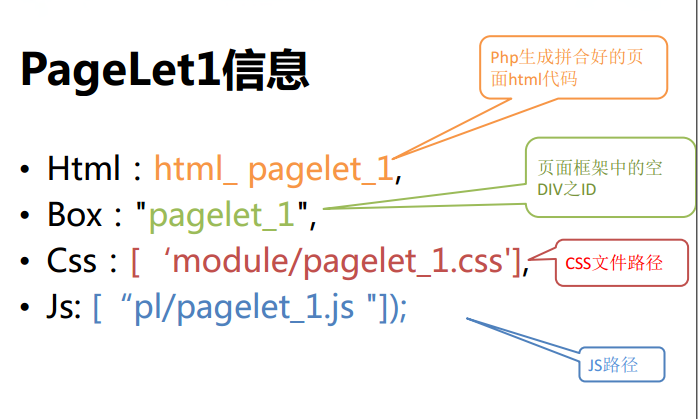 PageLet1信息
Php生成拼合好的页
面html代码
• Html：html_ pagelet_1,
页面框架中的空
DIV之ID
• Box："pagelet_1",
• Css：[ ‘module/pagelet_1.css'],
CSS文件路径
• Js: [ “pl/pagelet_1.js "]);
JS路径